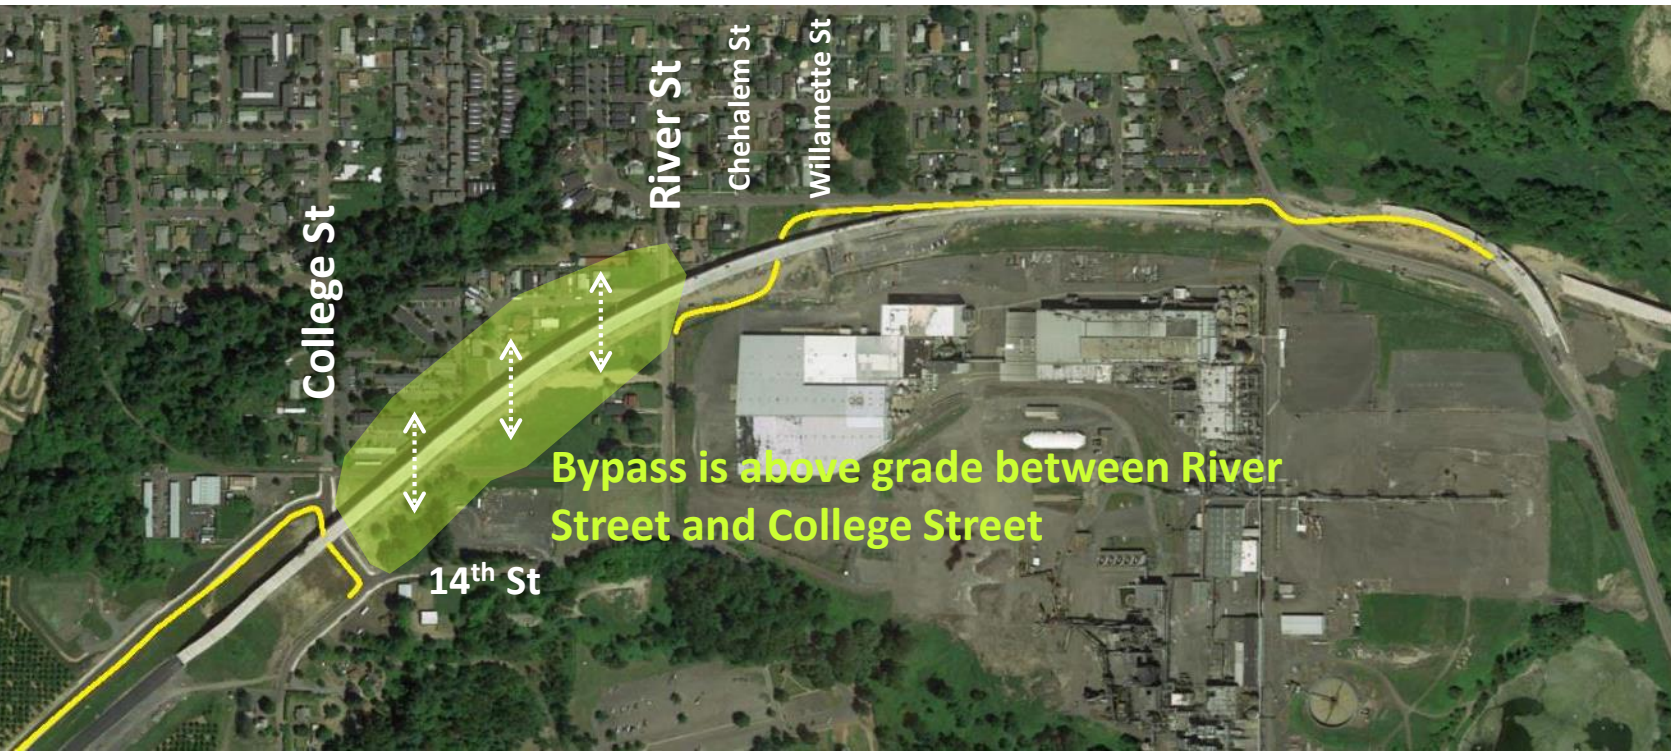 College St
River St
Chehalem St
Willamette St
Bypass is above grade between River
Street and College Street
14th St